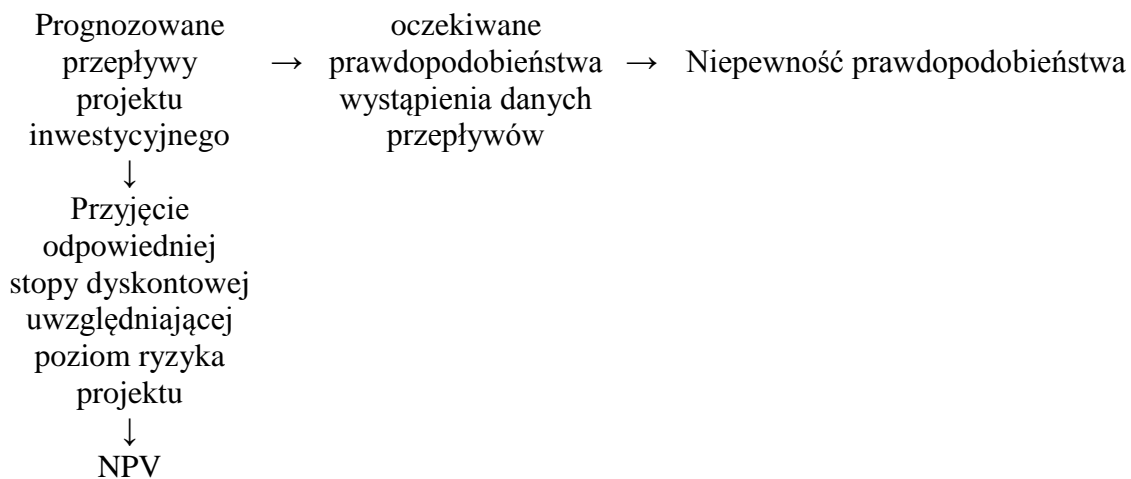 Prognozowane
przepływy
projektu
inwestycyjnego
→
oczekiwane
prawdopodobieństwa
wystąpienia danych
przepływów
→
Niepewność prawdopodobieństwa
↓
Przyjęcie
odpowiedniej
stopy dyskontowej
uwzględniającej
poziom ryzyka
projektu
↓
NPV